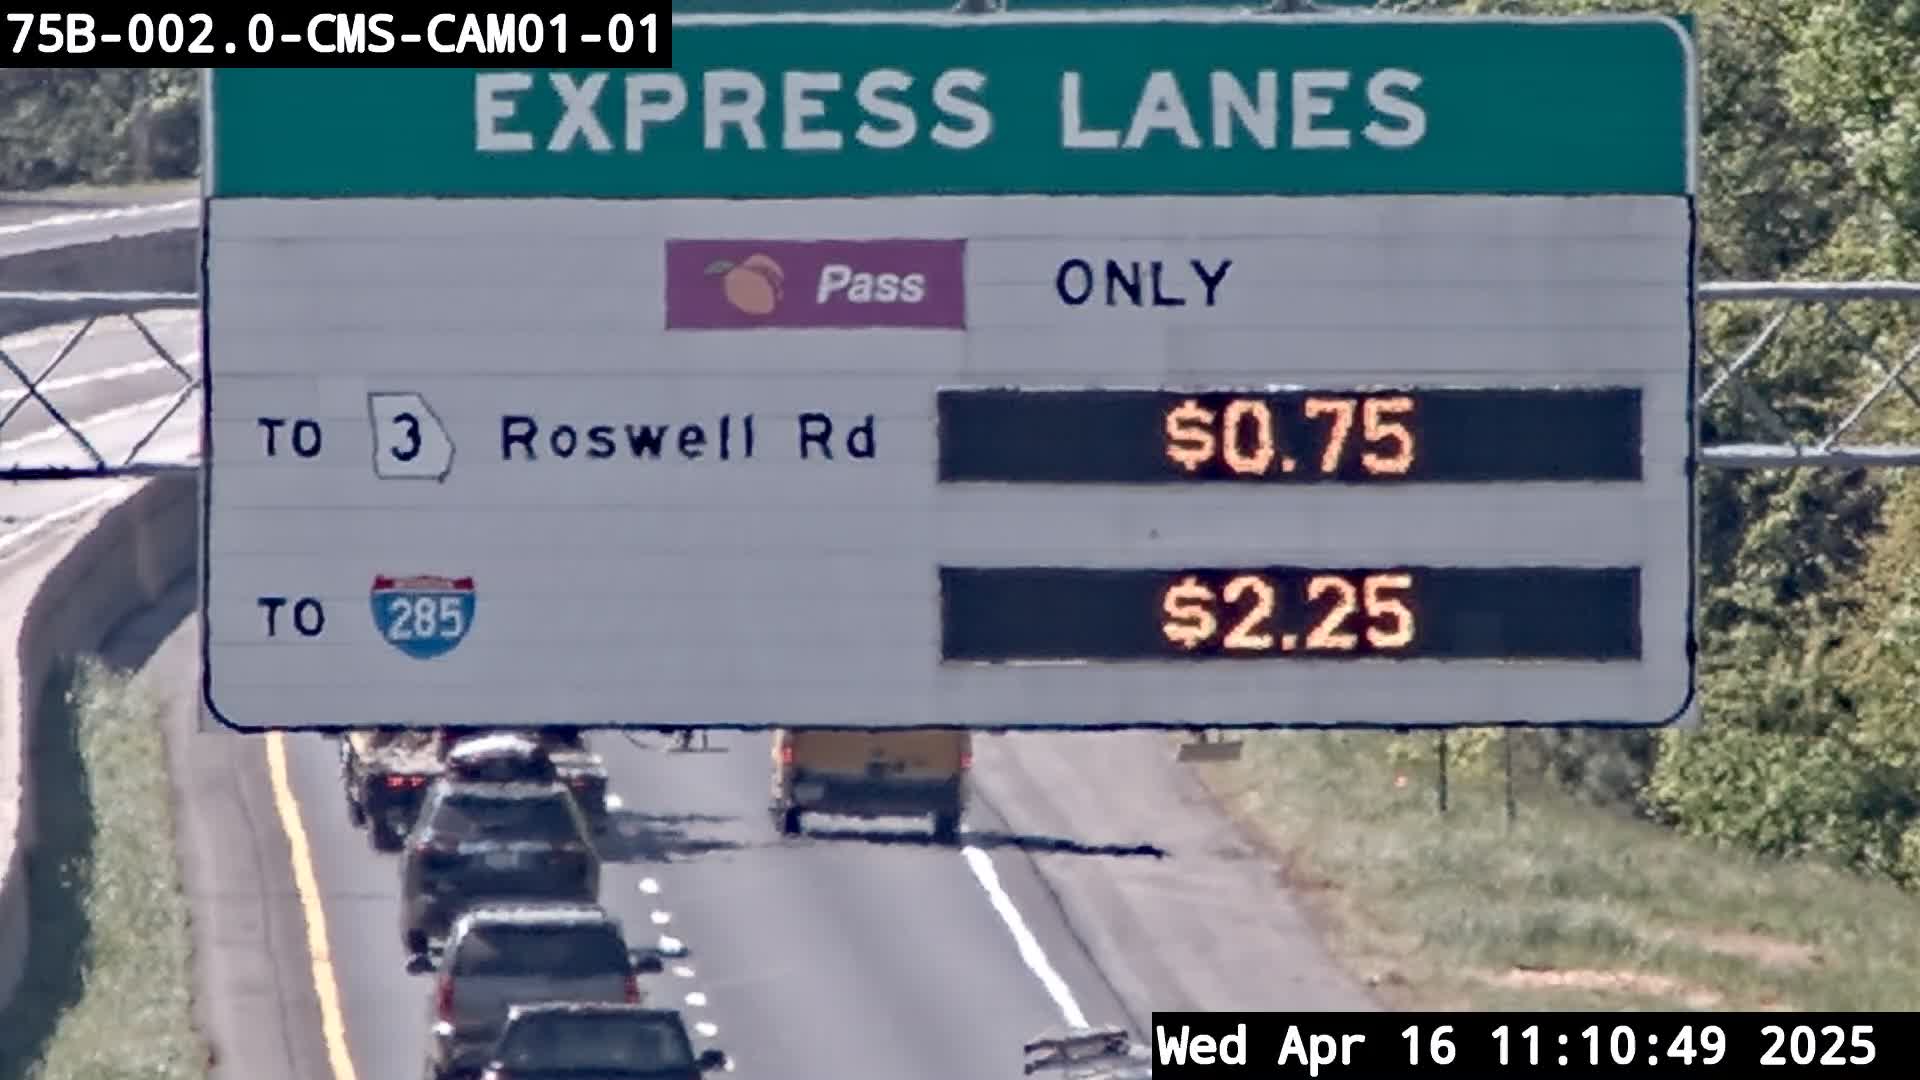 75B-002.0-CMS-CAM01-01
EXPRESS LANES
Pass ONLY
TO 3 Roswell Rd $0.75
TO 285 $2.25
Wed Apr 16 11:10:49 2025